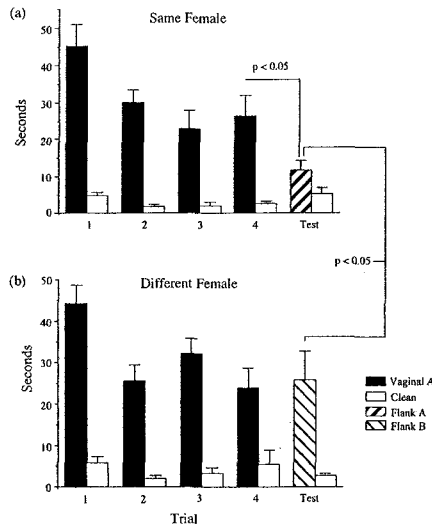 (a)
Same Female
50
40
30
20
10
0
Seconds
p < 0.05
1 2 3 4 Test
p < 0.05
(b)
Different Female
50
40
30
20
10
0
Seconds
Vaginal A
Clean
Flank A
Flank B
1 2 3 4 Test
Trial